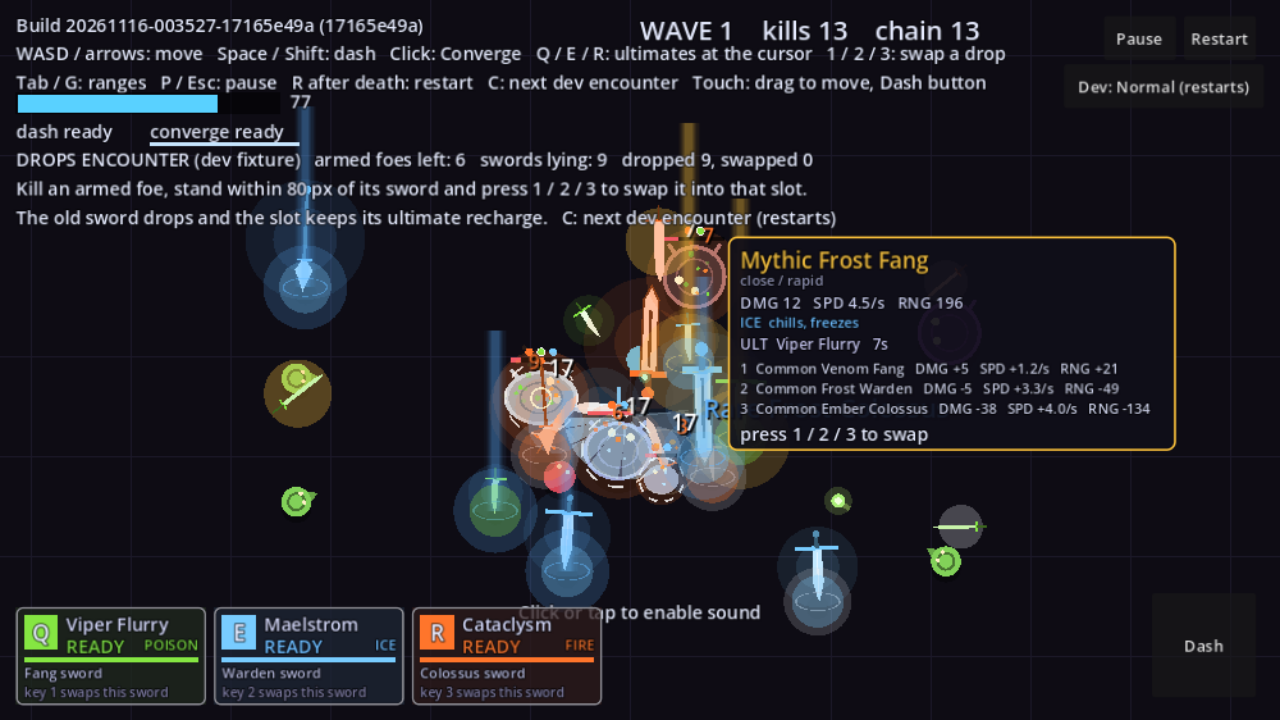 Build 20261116-003527-17165e49a (17165e49a)
WAVE 1 kills 13 chain 13
Pause
Restart
WASD / arrows: move Space / Shift: dash Click: Converge Q / E / R: ultimates at the cursor 1 / 2 / 3: swap a drop
Tab / G: ranges P / Esc: pause R after death: restart C: next dev encounter Touch: drag to move, Dash button
Dev: Normal (restarts)
77
dash ready converge ready
DROPS ENCOUNTER (dev fixture) armed foes left: 6 swords lying: 9 dropped 9, swapped 0
Kill an armed foe, stand within 80 px of its sword and press 1 / 2 / 3 to swap it into that slot.
The old sword drops and the slot keeps its ultimate recharge. C: next dev encounter (restarts)
7
Mythic Frost Fang
close / rapid
DMG 12 SPD 4.5/s RNG 196
ICE chills, freezes
ULT Viper Flurry 7s
1 Common Venom Fang DMG +5 SPD +1.2/s RNG +21
2 Common Frost Warden DMG -5 SPD +3.3/s RNG -49
3 Common Ember Colossus DMG -38 SPD +4.0/s RNG -134
press 1 / 2 / 3 to swap
17
17
17
Click or tap to enable sound
Q Viper Flurry
READY POISON
Fang sword
key 1 swaps this sword
E Maelstrom
READY ICE
Warden sword
key 2 swaps this sword
R Cataclysm
READY FIRE
Colossus sword
key 3 swaps this sword
Dash